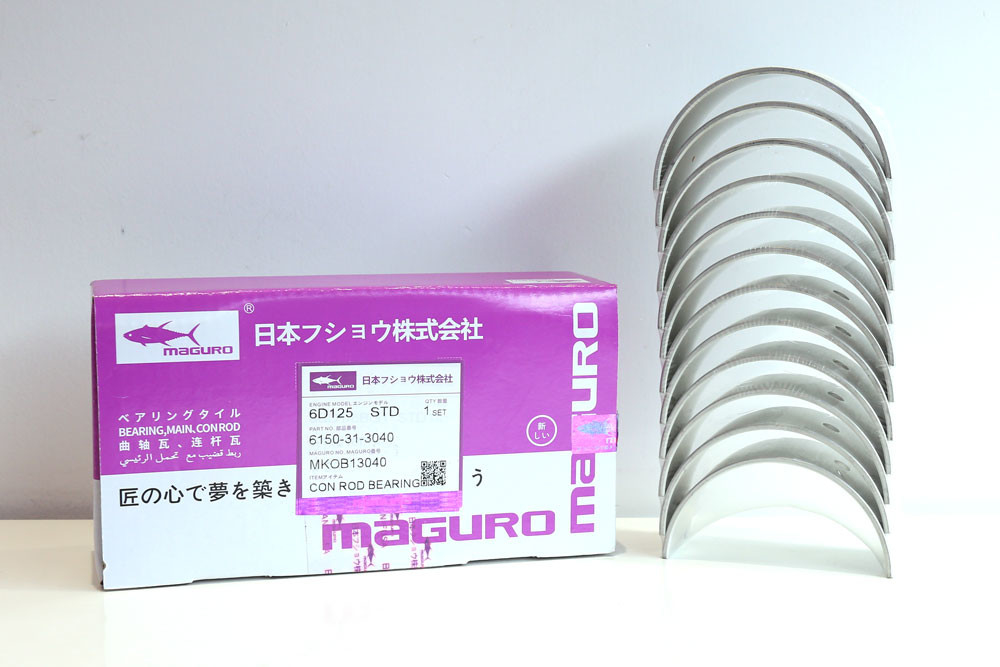 MAGURO
®
日本フショウ株式会社
ベアリングタイル
BEARING,MAIN,CONROD
曲轴瓦、连杆瓦
ربط قضيب مع تحمل الرئيسي
匠の心で夢を築き
う
MAGURO
日本フショウ株式会社
ENGINE MODEL エンジンモデル
QTY 数量
6D125 STD
1 SET
PART NO. 部品番号
6150-31-3040
MAGURO NO. MAGURO番号
MKOB13040
ITEM アイテム
CON ROD BEARING
新しい
MAGURO
MAGURO